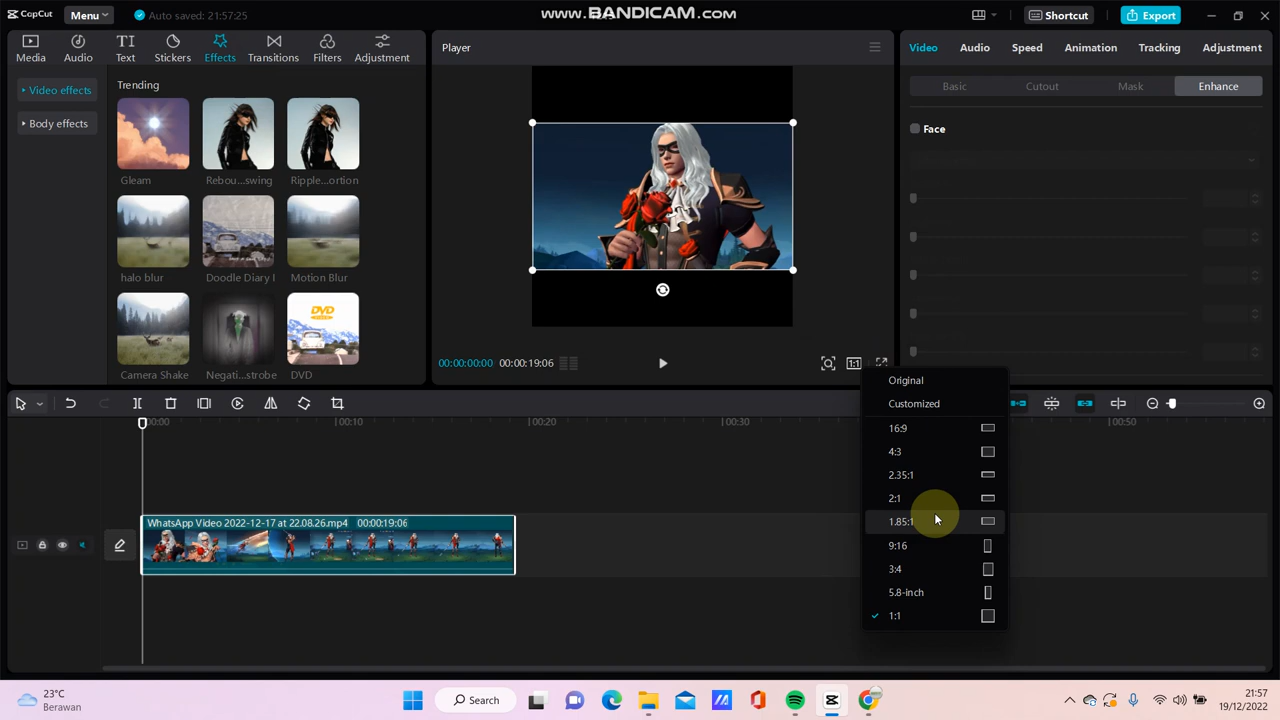 CapCut
Menu
Auto saved: 21:57:25
www.BANDICAM.com
Shortcut
Export
Media
Audio
Text
Stickers
Effects
Transitions
Filters
Adjustment
Video effects
Body effects
Trending
Gleam
Rebou...swing
Ripple...ortion
halo blur
Doodle Diary
Motion Blur
Camera Shake
Negati...strobe
DVD
DVD
Player
00:00:00:00
00:00:19:06
1:1
Video
Audio
Speed
Animation
Tracking
Adjustment
Basic
Cutout
Mask
Enhance
Face
Original
Customized
16:9
4:3
2.35:1
2:1
1.85:1
9:16
3:4
5.8-inch
1:1
00:00
00:10
00:20
00:30
00:50
WhatsApp Video 2022-12-17 at 22.08.26.mp4 00:00:19:06
23°C
Berawan
Search
21:57
19/12/2022